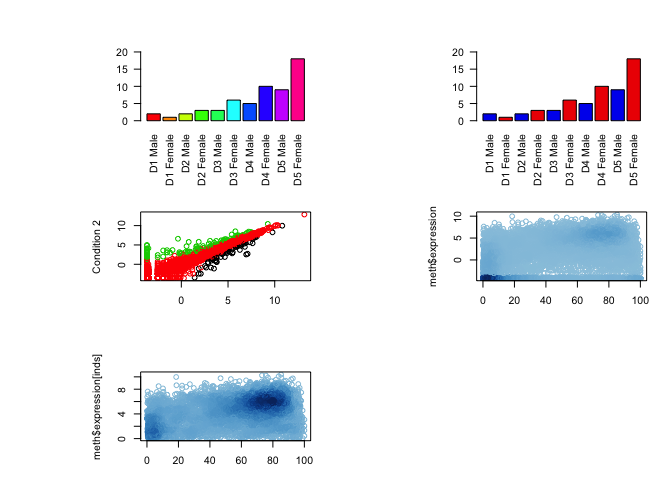 20
15
10
5
0
D1 Male
D1 Female
D2 Male
D2 Female
D3 Male
D3 Female
D4 Male
D4 Female
D5 Male
D5 Female
20
15
10
5
0
D1 Male
D1 Female
D2 Male
D2 Female
D3 Male
D3 Female
D4 Male
D4 Female
D5 Male
D5 Female
Condition 2
10
5
0
0 5 10
meth$expression
10
5
0
0 20 40 60 80 100
meth$expression[inds]
8
4
0
0 20 40 60 80 100